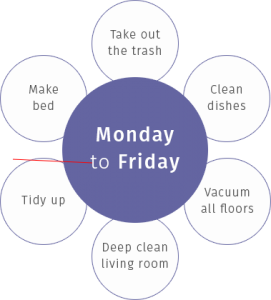 Take out
the trash
Make
bed
Clean
dishes
Monday
to Friday
Tidy up
Vacuum
all floors
Deep clean
living room